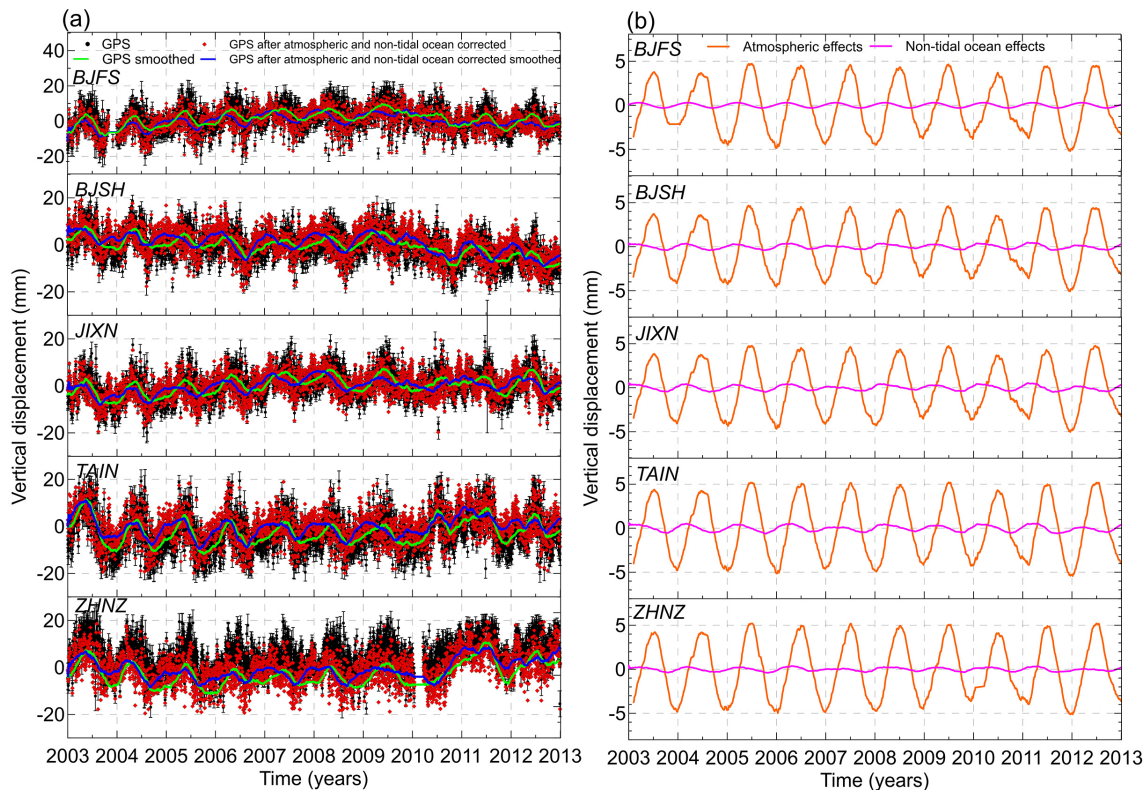 (a)
GPS
GPS after atmospheric and non-tidal ocean corrected
GPS smoothed
GPS after atmospheric and non-tidal ocean corrected smoothed
BJFS
40
20
0
-20
BJSH
20
0
-20
JIXN
20
0
-20
TAIN
20
0
-20
ZHNZ
20
0
-20
Vertical displacement (mm)
2003 2004 2005 2006 2007 2008 2009 2010 2011 2012 2013
Time (years)
(b)
BJFS
Atmospheric effects
Non-tidal ocean effects
5
0
-5
BJSH
5
0
-5
JIXN
5
0
-5
TAIN
5
0
-5
ZHNZ
5
0
-5
Vertical displacement (mm)
2003 2004 2005 2006 2007 2008 2009 2010 2011 2012 2013
Time (years)